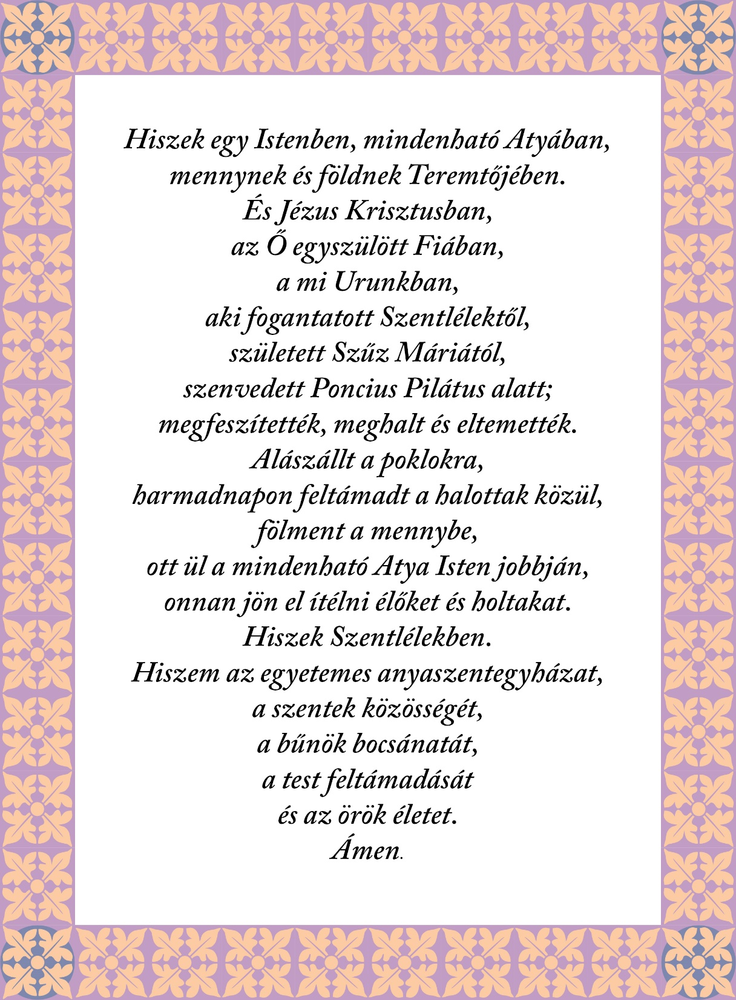 Hiszek egy Istenben, mindenható Atyában,
mennynek és földnek Teremtőjében.
És Jézus Krisztusban,
az Ő egyszülött Fiában,
a mi Urunkban,
aki fogantatott Szentlélektől,
született Szűz Máriától,
szenvedett Poncius Pilátus alatt;
megfeszítették, meghalt és eltemették.
Alászállt a poklokra,
harmadnapon feltámadt a halottak közül,
fölment a mennybe,
ott ül a mindenható Atya Isten jobbján,
onnan jön el ítélni élőket és holtakat.
Hiszek Szentlélekben.
Hiszem az egyetemes anyaszentegyházat,
a szentek közösségét,
a bűnök bocsánatát,
a test feltámadását
és az örök életet.
Ámen.